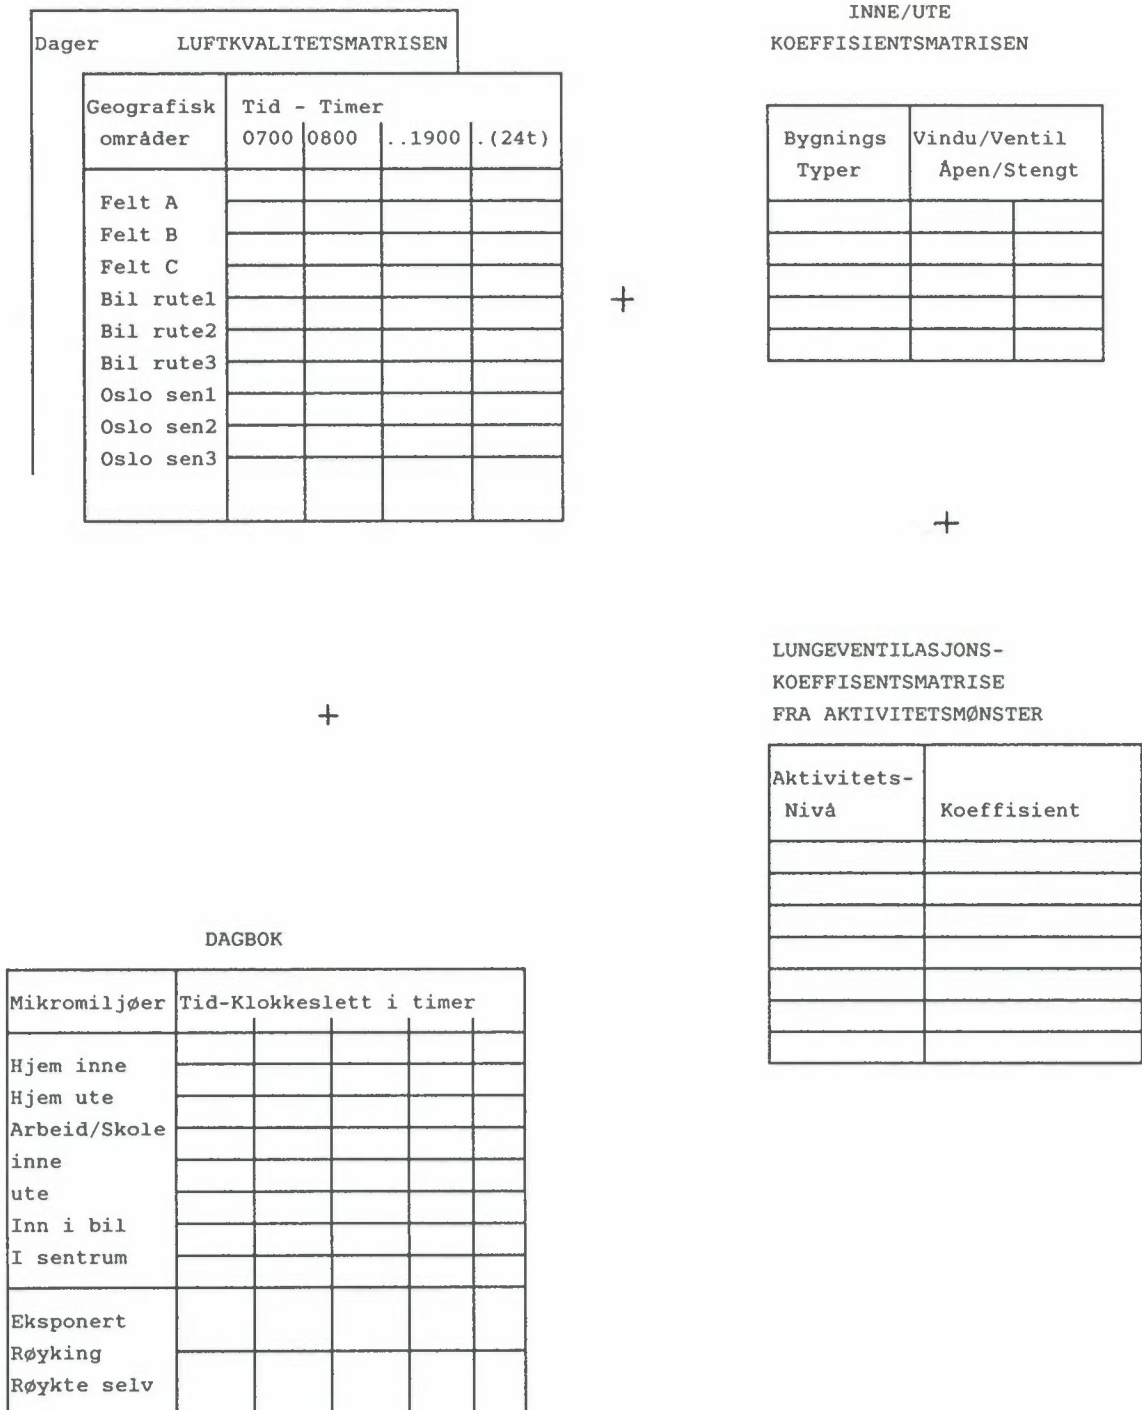 Dager LUFTKVALITETSMATRISEN
Geografisk Tid - Timer
områder 0700 0800 ..1900 .(24t)
Felt A
Felt B
Felt C
Bil rute1
Bil rute2
Bil rute3
Oslo sen1
Oslo sen2
Oslo sen3
+
INNE/UTE
KOEFFISIENTSMATRISEN
Bygnings Vindu/Ventil
Typer Åpen/Stengt
+
+
LUNGEVENTILASJONS-
KOEFFISENTSMATRISE
FRA AKTIVITETSMØNSTER
Aktivitets-
Nivå Koeffisient
DAGBOK
Mikromiljøer Tid-Klokkeslett i timer
Hjem inne
Hjem ute
Arbeid/Skole
inne
ute
Inn i bil
I sentrum
Eksponert
Røyking
Røykte selv